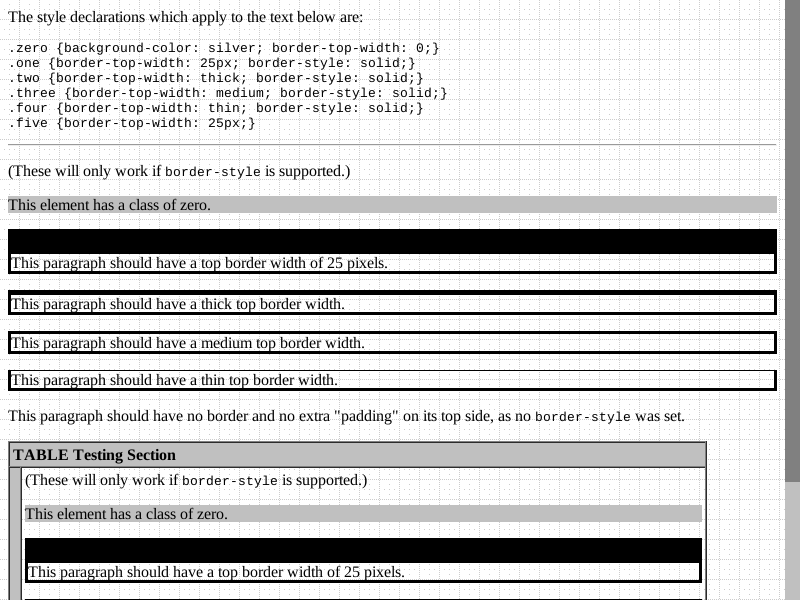 The style declarations which apply to the text below are:
.zero {background-color: silver; border-top-width: 0;}
.one {border-top-width: 25px; border-style: solid;}
.two {border-top-width: thick; border-style: solid;}
.three {border-top-width: medium; border-style: solid;}
.four {border-top-width: thin; border-style: solid;}
.five {border-top-width: 25px;}
(These will only work if border-style is supported.)
This element has a class of zero.
This paragraph should have a top border width of 25 pixels.
This paragraph should have a thick top border width.
This paragraph should have a medium top border width.
This paragraph should have a thin top border width.
This paragraph should have no border and no extra "padding" on its top side, as no border-style was set.
TABLE Testing Section
(These will only work if border-style is supported.)
This element has a class of zero.
This paragraph should have a top border width of 25 pixels.